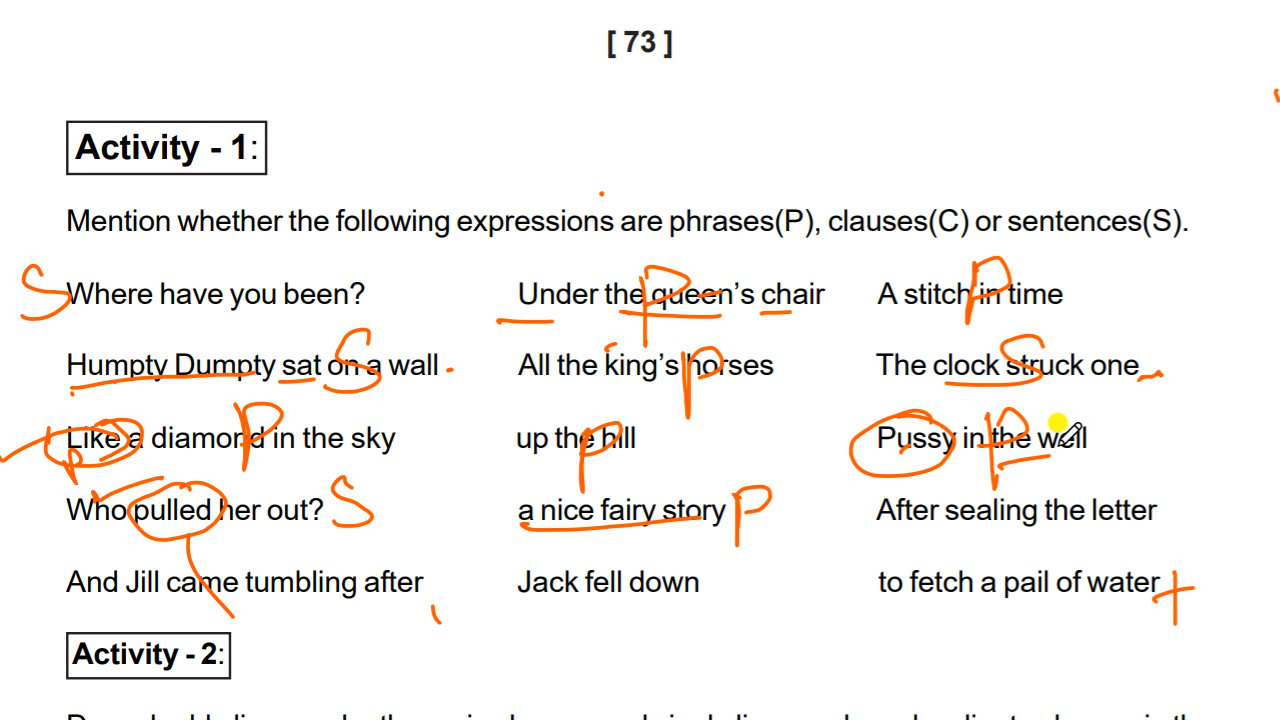 [ 73 ]
Activity - 1:
Mention whether the following expressions are phrases(P), clauses(C) or sentences(S).
S Where have you been? Under the queen's chair P A stitch in time P
Humpty Dumpty sat on a wall . S All the king's horses P The clock struck one S
Like a diamond in the sky P P up the hill P Pussy in the well P
Who pulled her out? S a nice fairy story P After sealing the letter
And Jill came tumbling after Jack fell down to fetch a pail of water
Activity - 2: